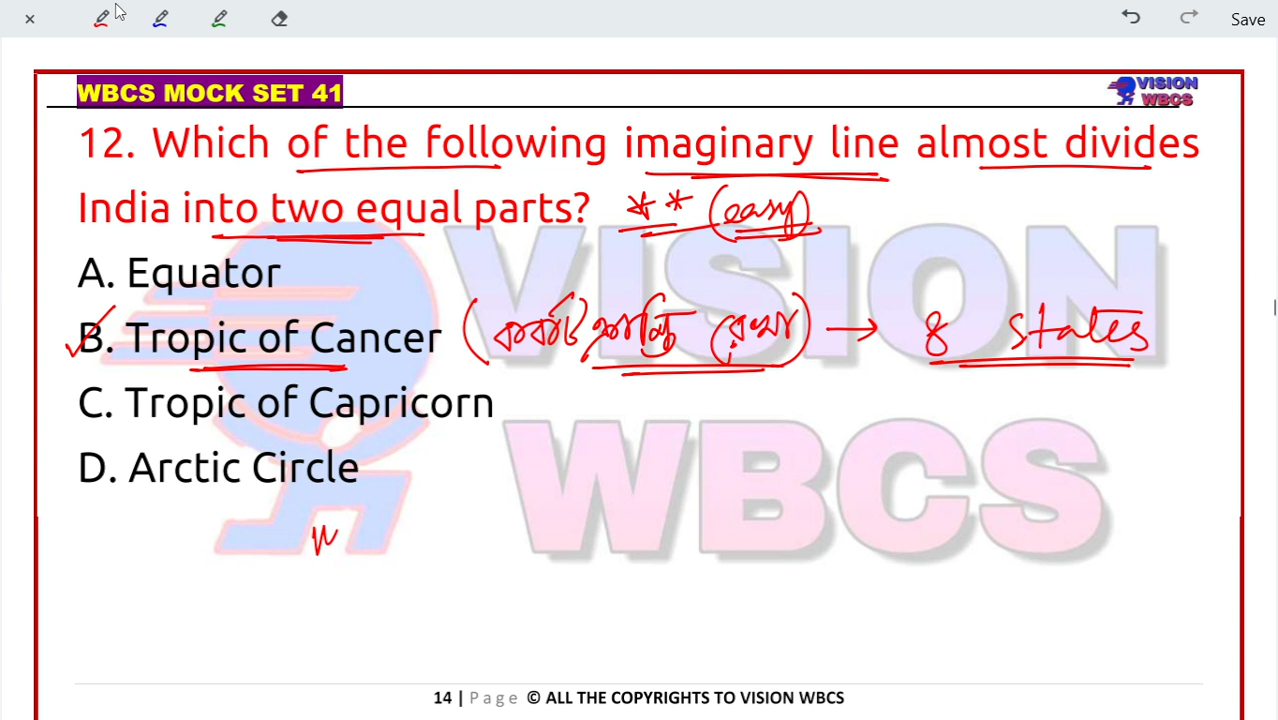 Save
WBCS MOCK SET 41
VISION
WBCS
12. Which of the following imaginary line almost divides
India into two equal parts? ** (easy)
A. Equator
B. Tropic of Cancer (কর্কটক্রান্তি রেখা) → 8 states
C. Tropic of Capricorn
D. Arctic Circle
VISION
WBCS
14 | Page © ALL THE COPYRIGHTS TO VISION WBCS